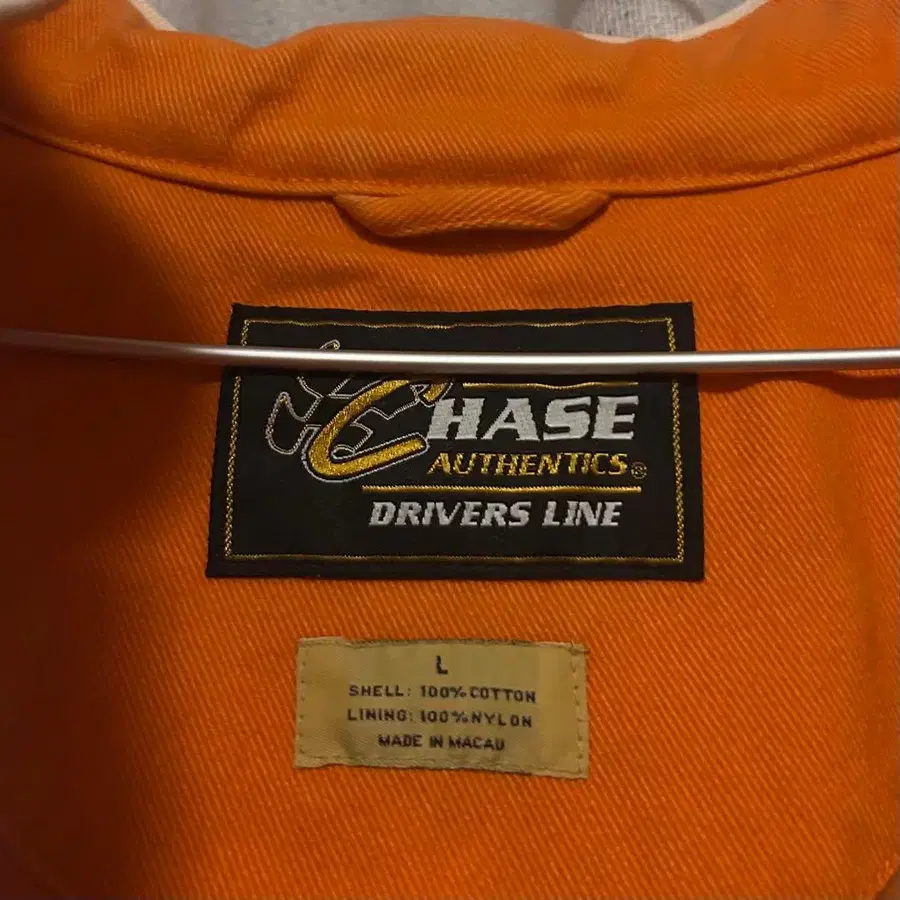 CHASE
AUTHENTICS®
DRIVERS LINE
L
SHELL: 100% COTTON
LINING: 100% NYLON
MADE IN MACAU